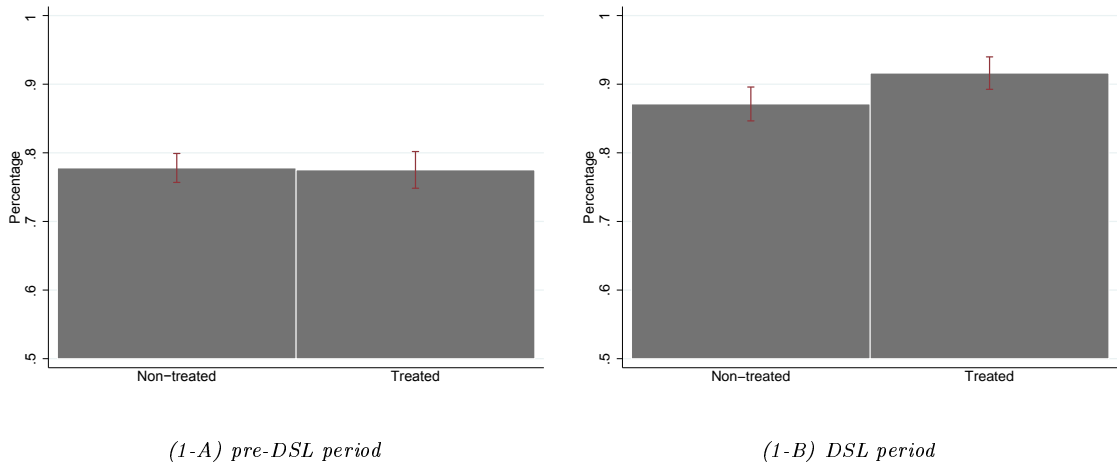 Percentage
1
.9
.8
.7
.6
.5
Non-treated Treated
(1-A) pre-DSL period
Percentage
1
.9
.8
.7
.6
.5
Non-treated Treated
(1-B) DSL period